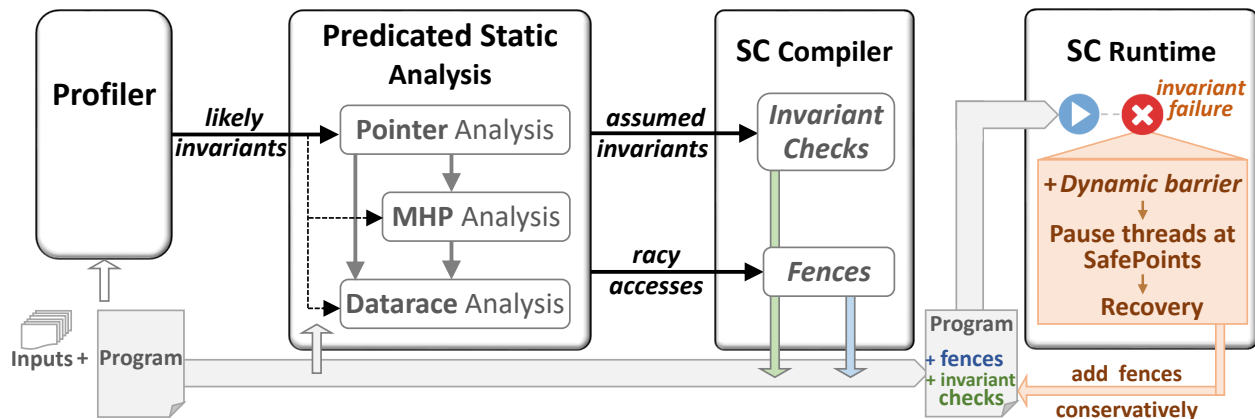 Profiler
likely
invariants
Inputs +
Program
Predicated Static
Analysis
Pointer Analysis
MHP Analysis
Datarace Analysis
assumed
invariants
racy
accesses
SC Compiler
Invariant
Checks
Fences
Program
+ fences
+ invariant
checks
SC Runtime
invariant
failure
+ Dynamic barrier
Pause threads at
SafePoints
Recovery
add fences
conservatively